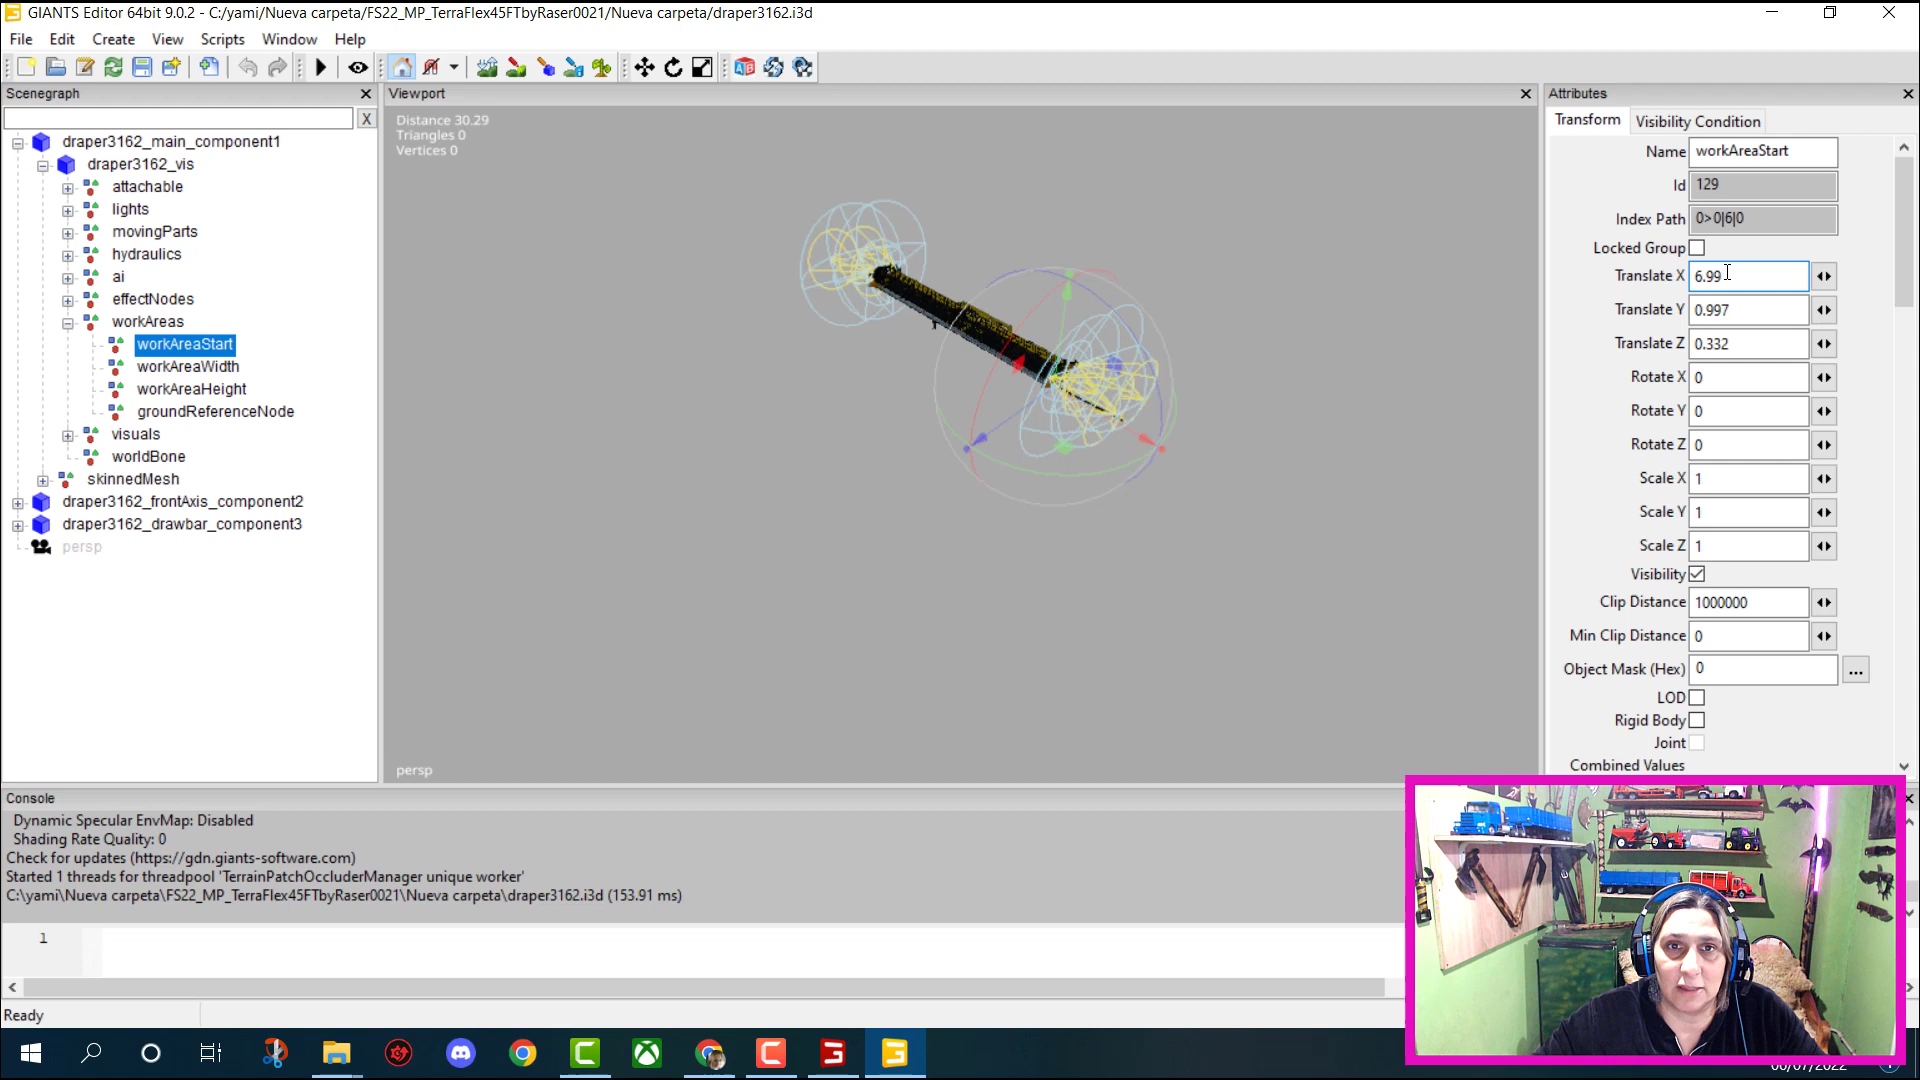 GIANTS Editor 64bit 9.0.2 - C:/yami/Nueva carpeta/FS22_MP_TerraFlex45FTbyRaser0021/Nueva carpeta/draper3162.i3d
File Edit Create View Scripts Window Help
Scenegraph
X
draper3162_main_component1
draper3162_vis
attachable
lights
movingParts
hydraulics
ai
effectNodes
workAreas
workAreaStart
workAreaWidth
workAreaHeight
groundReferenceNode
visuals
worldBone
skinnedMesh
draper3162_frontAxis_component2
draper3162_drawbar_component3
persp
Viewport
Distance 30.29
Triangles 0
Vertices 0
persp
Attributes
Transform Visibility Condition
Name workAreaStart
Id 129
Index Path 0>0|6|0
Locked Group
Translate X 6.99
Translate Y 0.997
Translate Z 0.332
Rotate X 0
Rotate Y 0
Rotate Z 0
Scale X 1
Scale Y 1
Scale Z 1
Visibility
Clip Distance 1000000
Min Clip Distance 0
Object Mask (Hex) 0 ...
LOD
Rigid Body
Joint
Combined Values
Console
Dynamic Specular EnvMap: Disabled
Shading Rate Quality: 0
Check for updates (https://gdn.giants-software.com)
Started 1 threads for threadpool 'TerrainPatchOccluderManager unique worker'
C:\yami\Nueva carpeta\FS22_MP_TerraFlex45FTbyRaser0021\Nueva carpeta\draper3162.i3d (153.91 ms)
1
Ready